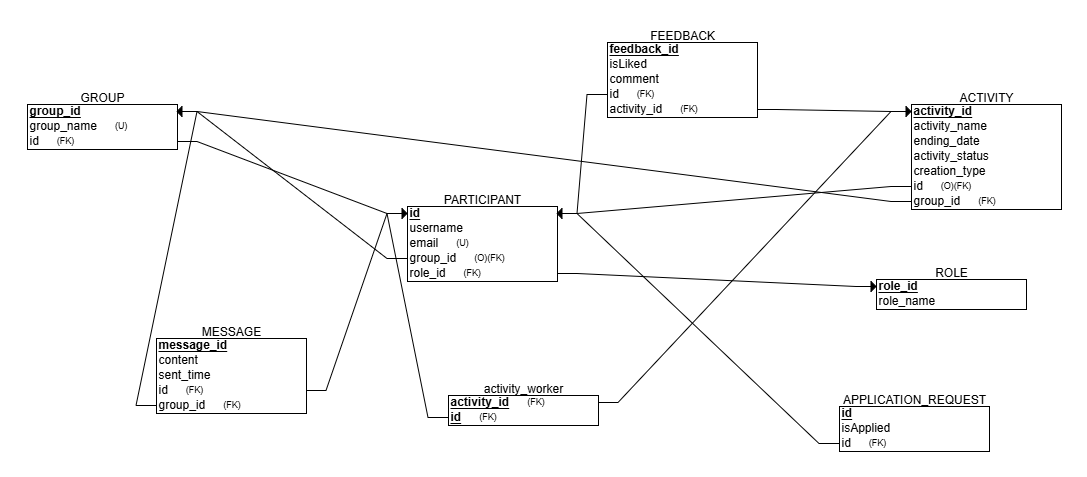 FEEDBACK
feedback_id
isLiked
comment
id (FK)
activity_id (FK)
GROUP
group_id
group_name (U)
id (FK)
ACTIVITY
activity_id
activity_name
ending_date
activity_status
creation_type
id (O)(FK)
group_id (FK)
PARTICIPANT
id
username
email (U)
group_id (O)(FK)
role_id (FK)
ROLE
role_id
role_name
MESSAGE
message_id
content
sent_time
id (FK)
group_id (FK)
activity_worker
activity_id (FK)
id (FK)
APPLICATION_REQUEST
id
isApplied
id (FK)